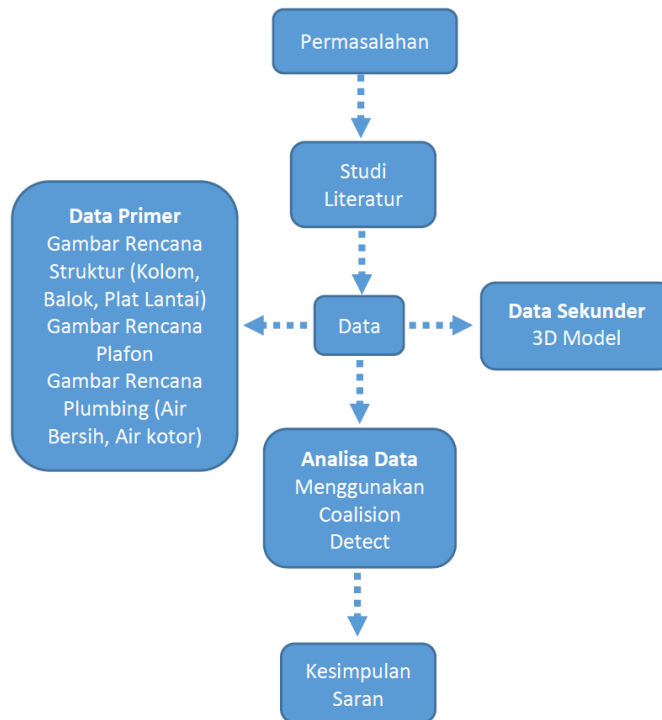 Permasalahan
Studi
Literatur
Data Primer
Gambar Rencana
Struktur (Kolom,
Balok, Plat Lantai)
Gambar Rencana
Plafon
Gambar Rencana
Plumbing (Air
Bersih, Air kotor)
Data
Data Sekunder
3D Model
Analisa Data
Menggunakan
Coalision
Detect
Kesimpulan
Saran